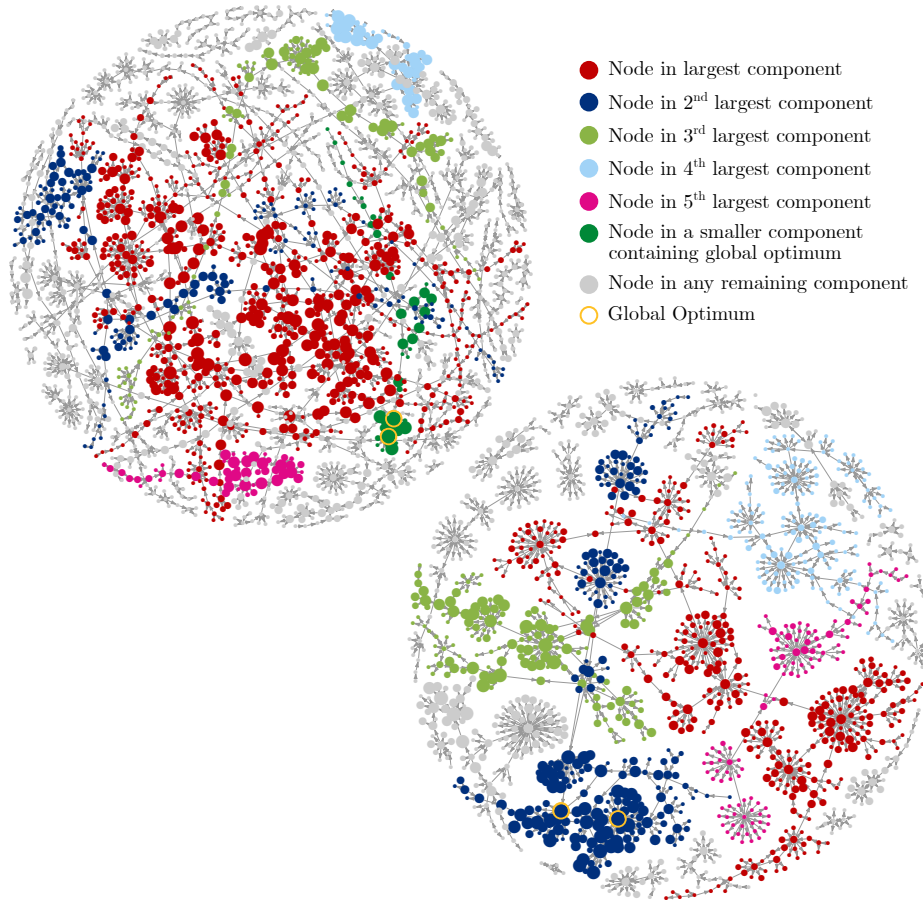 Node in largest component
Node in 2nd largest component
Node in 3rd largest component
Node in 4th largest component
Node in 5th largest component
Node in a smaller component
containing global optimum
Node in any remaining component
Global Optimum